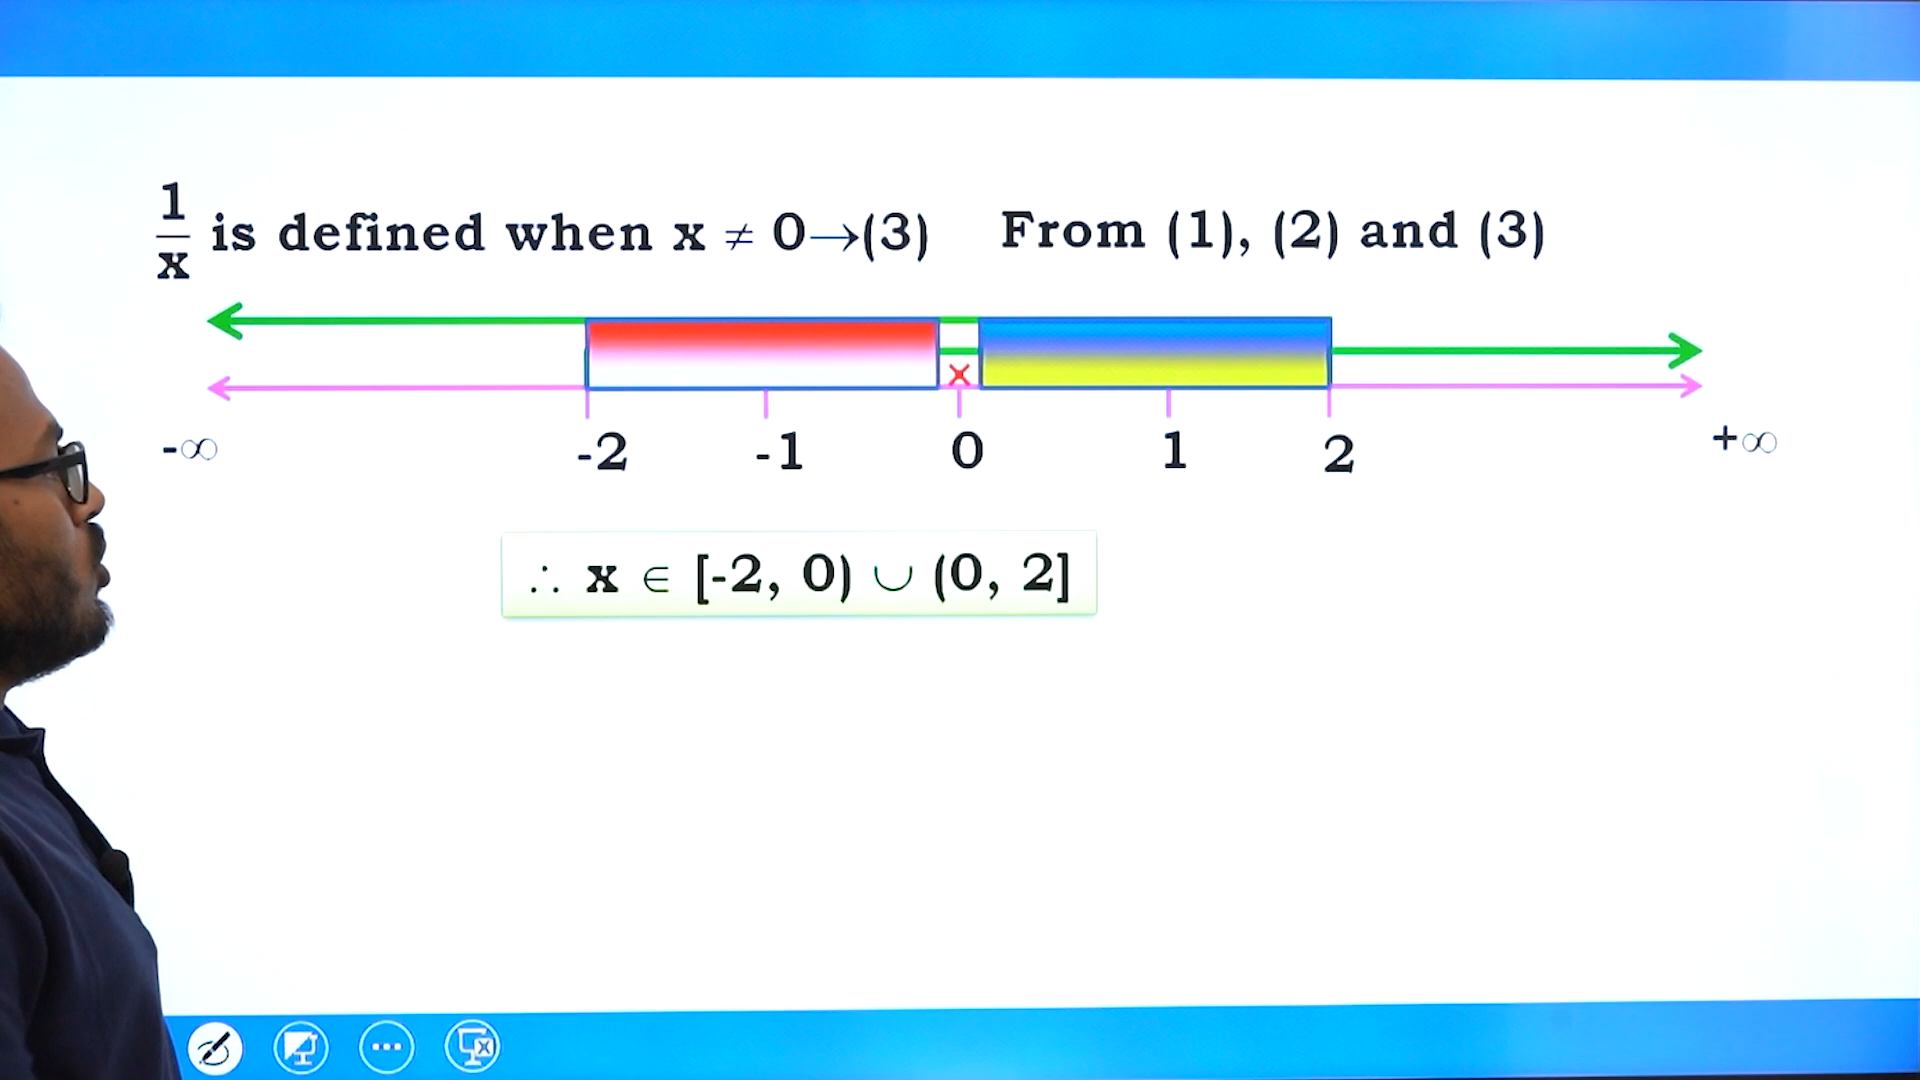 1/x is defined when x ≠ 0→(3) From (1), (2) and (3)
-∞ -2 -1 0 1 2 +∞
∴ x ∈ [-2, 0) ∪ (0, 2]